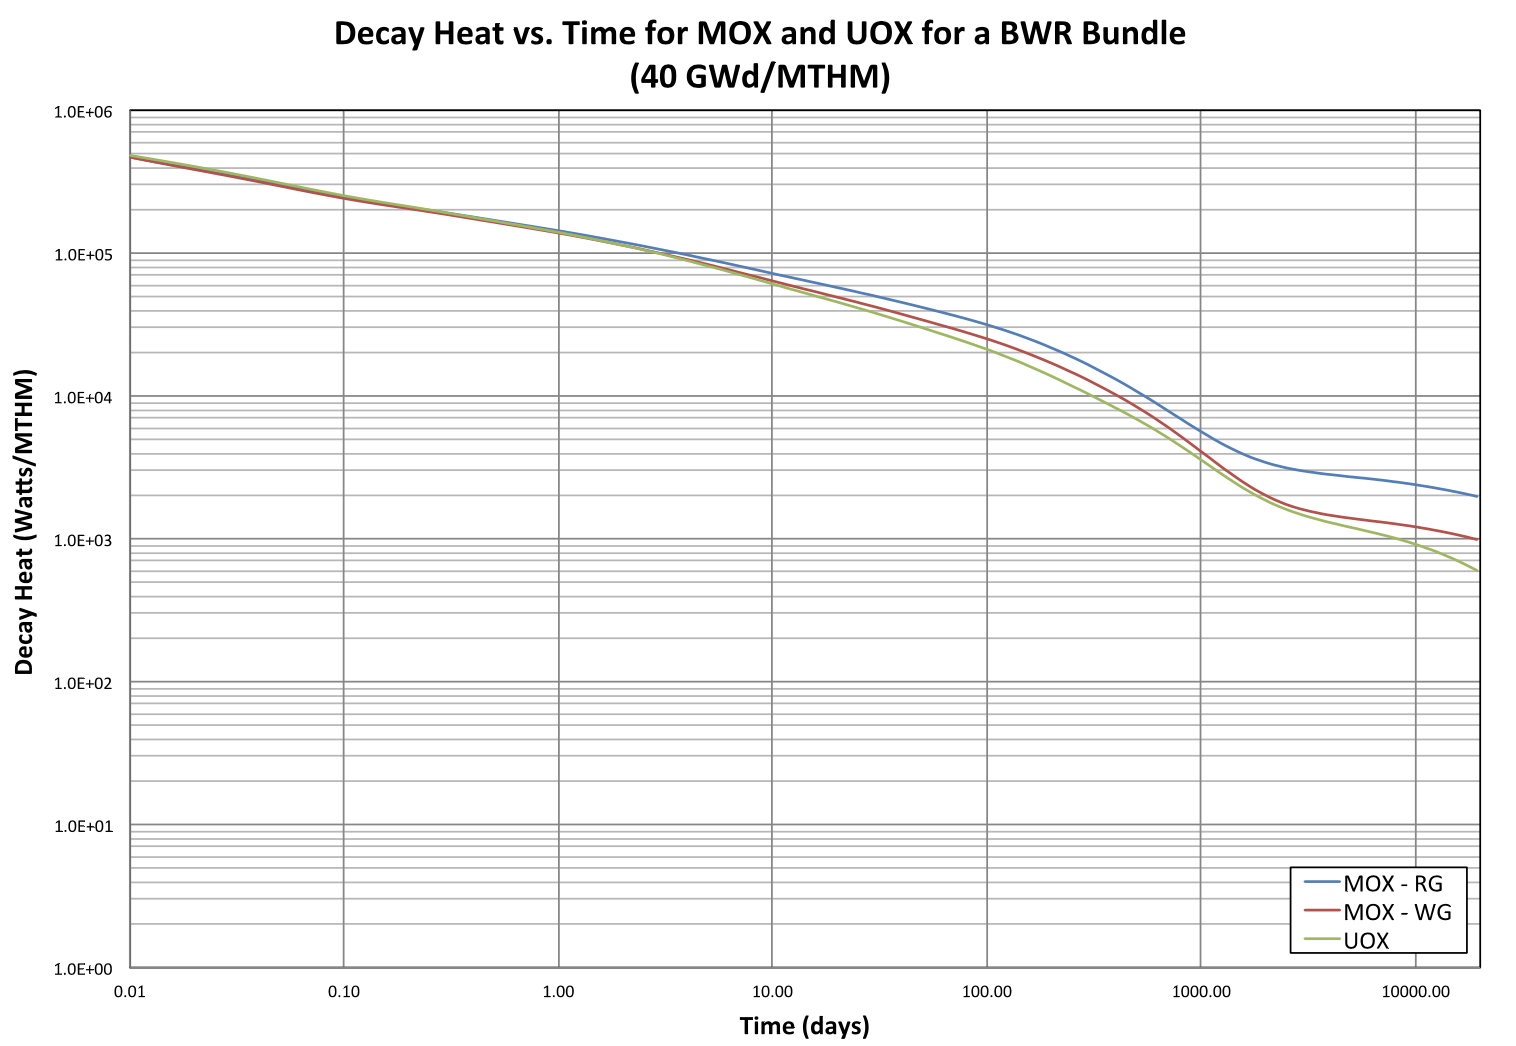 Decay Heat vs. Time for MOX and UOX for a BWR Bundle
(40 GWd/MTHM)
1.0E+06
1.0E+05
1.0E+04
1.0E+03
1.0E+02
1.0E+01
1.0E+00
Decay Heat (Watts/MTHM)
MOX - RG
MOX - WG
UOX
0.01 0.10 1.00 10.00 100.00 1000.00 10000.00
Time (days)